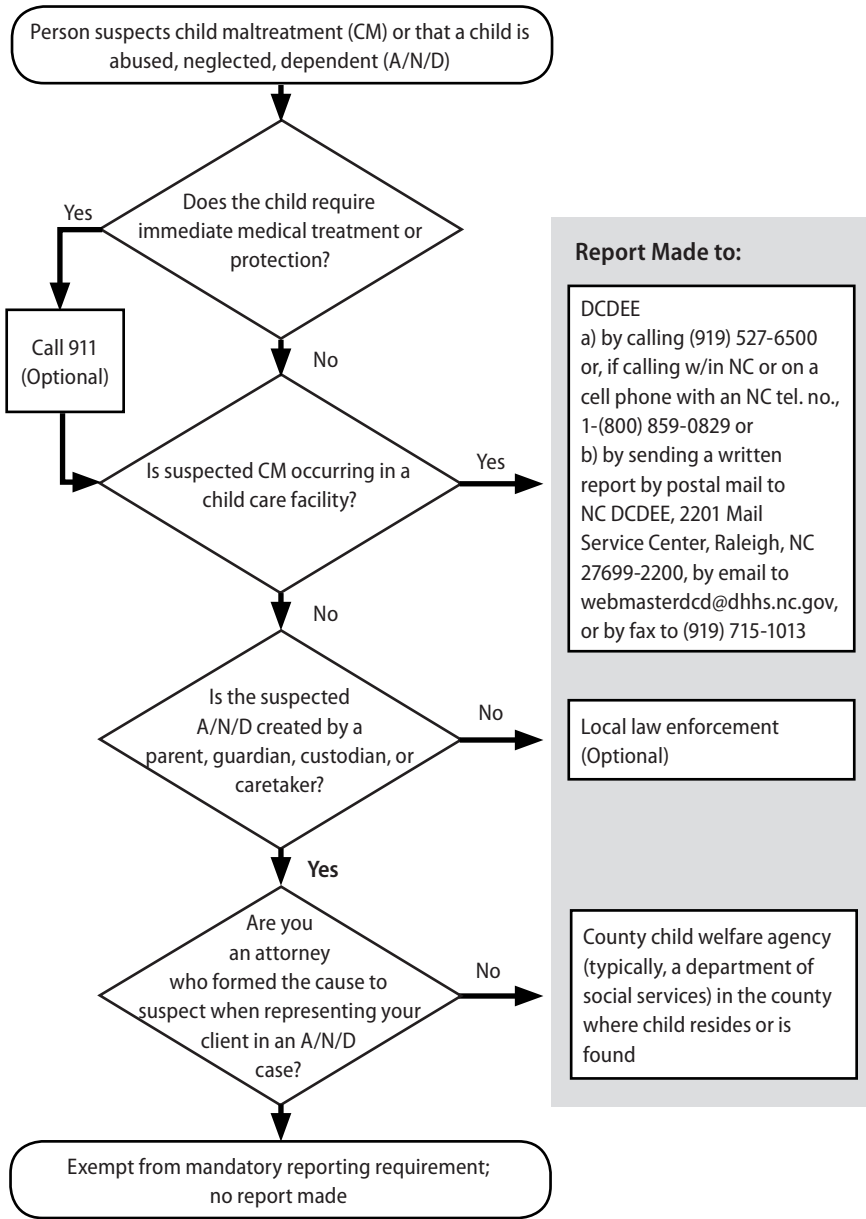 Person suspects child maltreatment (CM) or that a child is
abused, neglected, dependent (A/N/D)
Does the child require
immediate medical treatment or
protection?
Yes
Call 911
(Optional)
No
Is suspected CM occurring in a
child care facility?
Yes
No
Is the suspected
A/N/D created by a
parent, guardian, custodian, or
caretaker?
No
Yes
Are you
an attorney
who formed the cause to
suspect when representing your
client in an A/N/D
case?
No
Exempt from mandatory reporting requirement;
no report made
Report Made to:
DCDEE
a) by calling (919) 527-6500
or, if calling w/in NC or on a
cell phone with an NC tel. no.,
1-(800) 859-0829 or
b) by sending a written
report by postal mail to
NC DCDEE, 2201 Mail
Service Center, Raleigh, NC
27699-2200, by email to
webmasterdcd@dhhs.nc.gov,
or by fax to (919) 715-1013
Local law enforcement
(Optional)
County child welfare agency
(typically, a department of
social services) in the county
where child resides or is
found